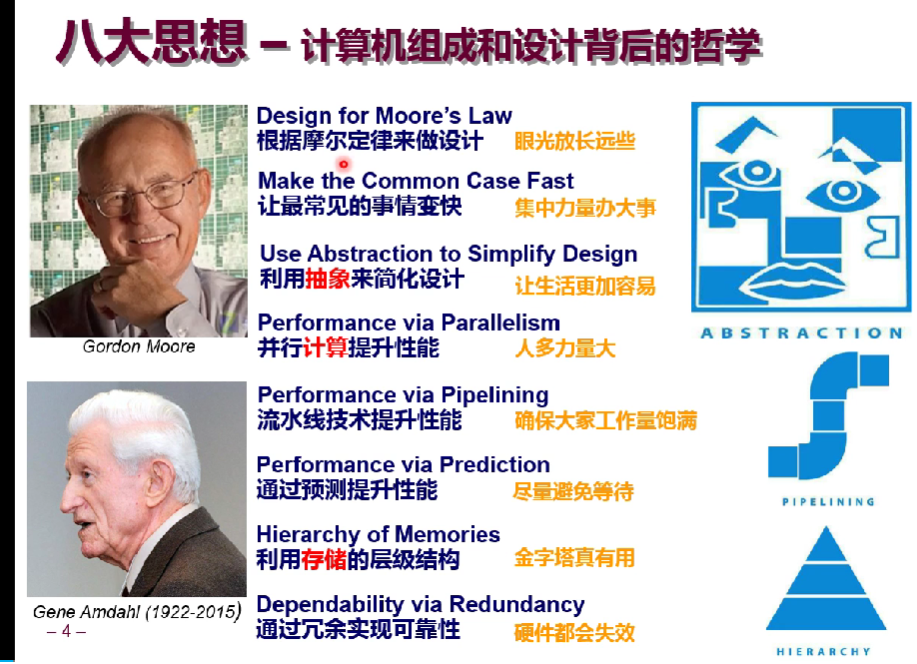 八大思想 – 计算机组成和设计背后的哲学
Design for Moore's Law
根据摩尔定律来做设计 眼光放长远些
Make the Common Case Fast
让最常见的事情变快 集中力量办大事
Use Abstraction to Simplify Design
利用抽象来简化设计 让生活更加容易
Performance via Parallelism
并行计算提升性能 人多力量大
Performance via Pipelining
流水线技术提升性能 确保大家工作量饱满
Performance via Prediction
通过预测提升性能 尽量避免等待
Hierarchy of Memories
利用存储的层级结构 金字塔真有用
Dependability via Redundancy
通过冗余实现可靠性 硬件都会失效
Gordon Moore
Gene Amdahl (1922-2015)
– 4 –
ABSTRACTION
PIPELINING
HIERARCHY